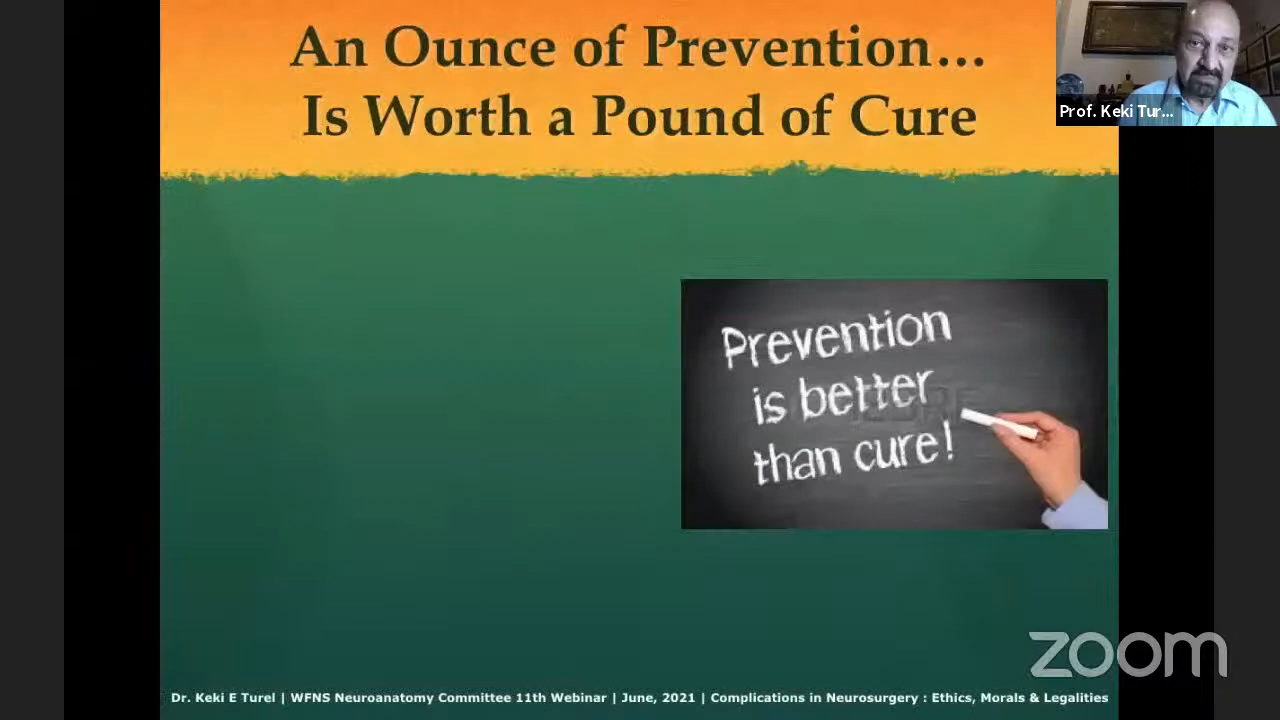 An Ounce of Prevention...
Is Worth a Pound of Cure
Prof. Keki Tur...
Prevention
is better
than cure!
zoom
Dr. Keki E Turel | WFNS Neuroanatomy Committee 11th Webinar | June, 2021 | Complications in Neurosurgery : Ethics, Morals & Legalities